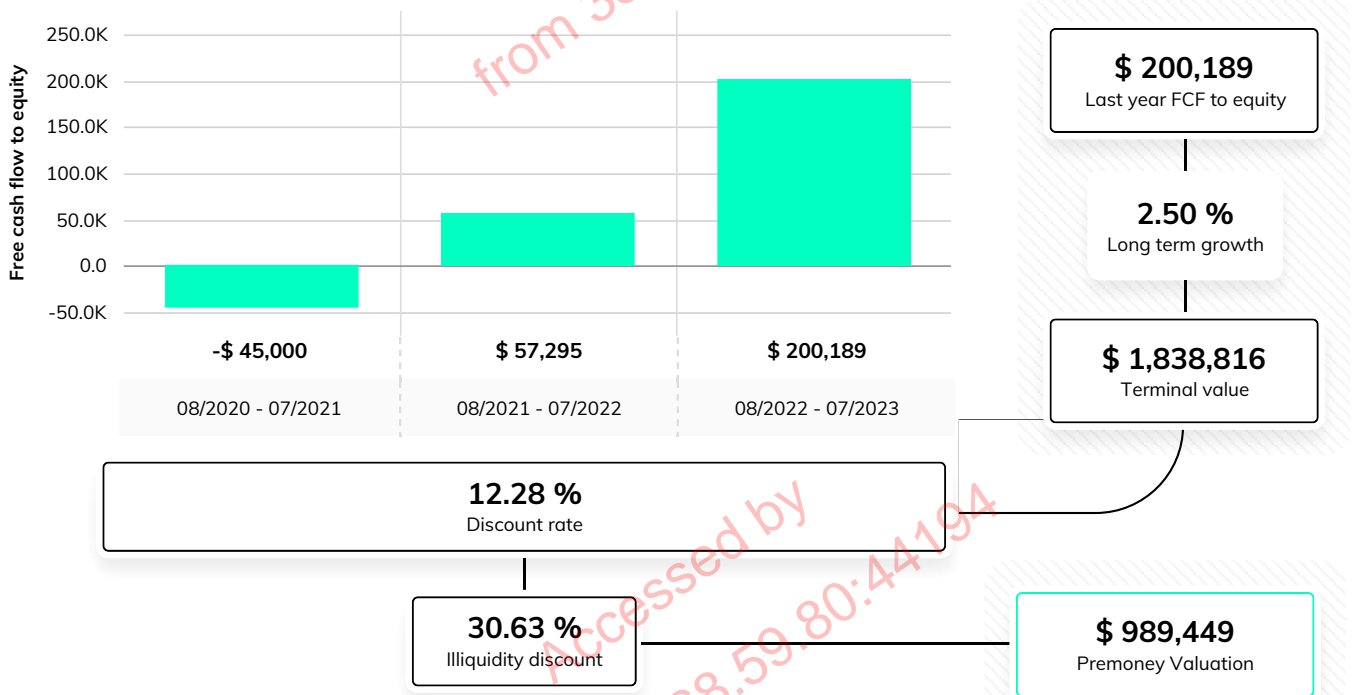 Free cash flow to equity
250.0K
200.0K
150.0K
100.0K
50.0K
0.0
-50.0K
-$ 45,000
$ 57,295
$ 200,189
08/2020 - 07/2021
08/2021 - 07/2022
08/2022 - 07/2023
$ 200,189
Last year FCF to equity
2.50 %
Long term growth
$ 1,838,816
Terminal value
12.28 %
Discount rate
30.63 %
Illiquidity discount
$ 989,449
Premoney Valuation
Accessed by
.59.80:44194
from